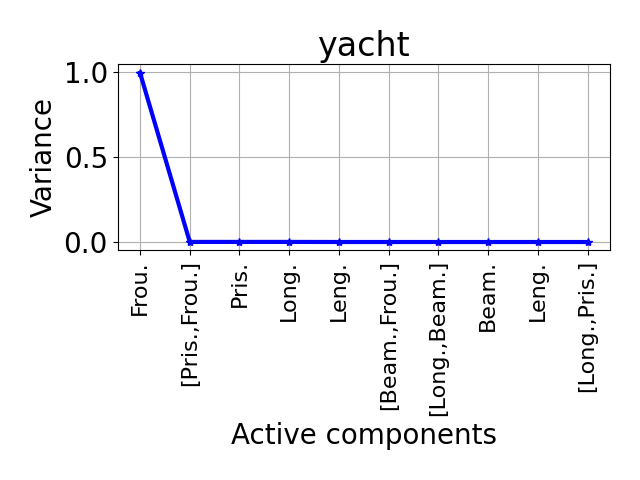 yacht
Variance
1.0
0.5
0.0
Frou.
[Pris.,Frou.]
Pris.
Long.
Leng.
[Beam.,Frou.]
[Long.,Beam.]
Beam.
Leng.
[Long.,Pris.]
Active components